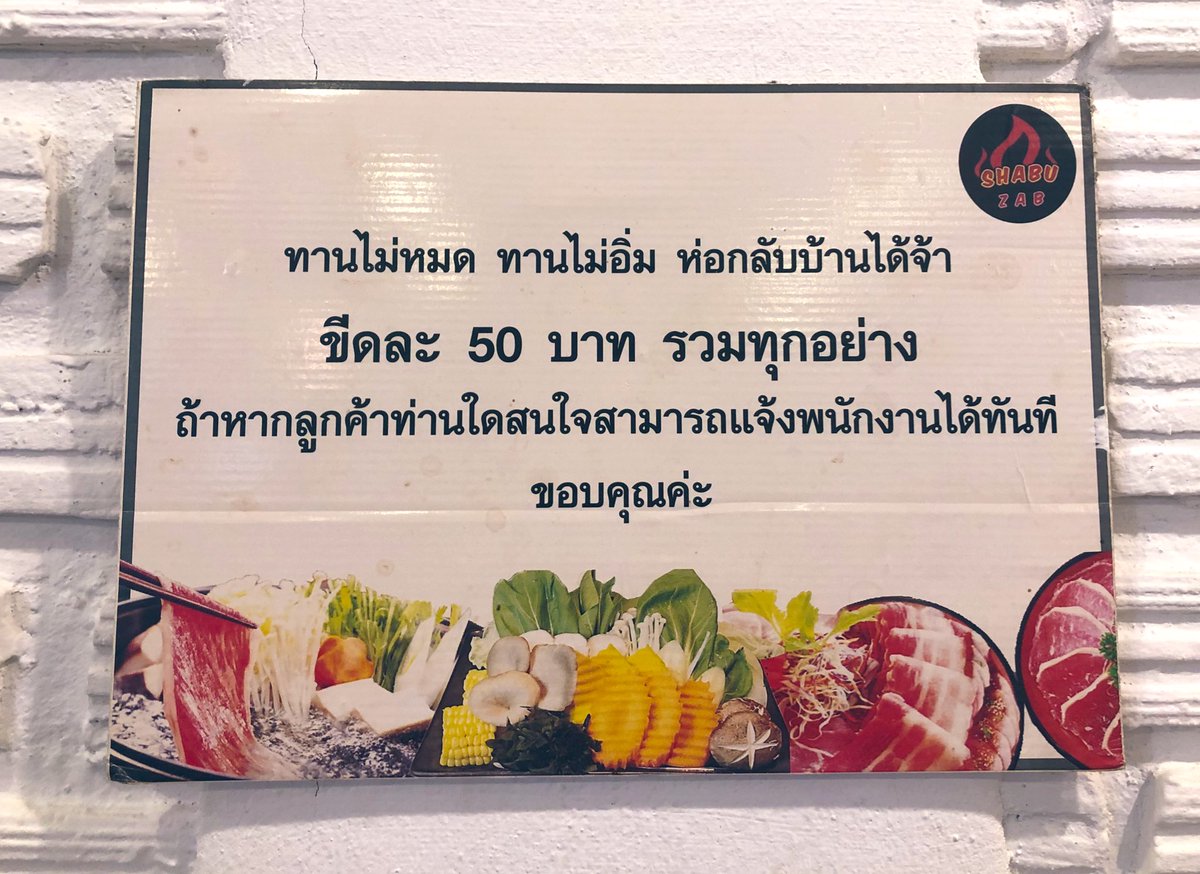 SHABU
ZAB
ทานไม่หมด ทานไม่อิ่ม ห่อกลับบ้านได้จ้า
ขีดละ 50 บาท รวมทุกอย่าง
ถ้าหากลูกค้าท่านใดสนใจสามารถแจ้งพนักงานได้ทันที
ขอบคุณค่ะ